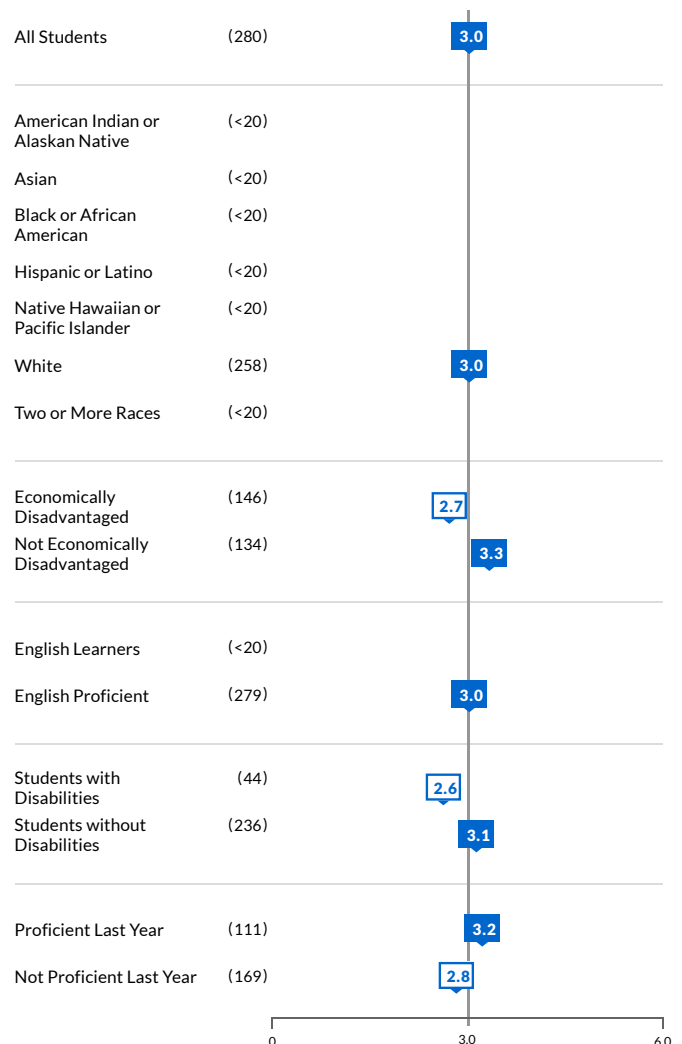 All Students (280) 3.0
American Indian or (<20)
Alaskan Native
Asian (<20)
Black or African (<20)
American
Hispanic or Latino (<20)
Native Hawaiian or (<20)
Pacific Islander
White (258) 3.0
Two or More Races (<20)
Economically (146) 2.7
Disadvantaged
Not Economically (134) 3.3
Disadvantaged
English Learners (<20)
English Proficient (279) 3.0
Students with (44) 2.6
Disabilities
Students without (236) 3.1
Disabilities
Proficient Last Year (111) 3.2
Not Proficient Last Year (169) 2.8
0 3.0 6.0